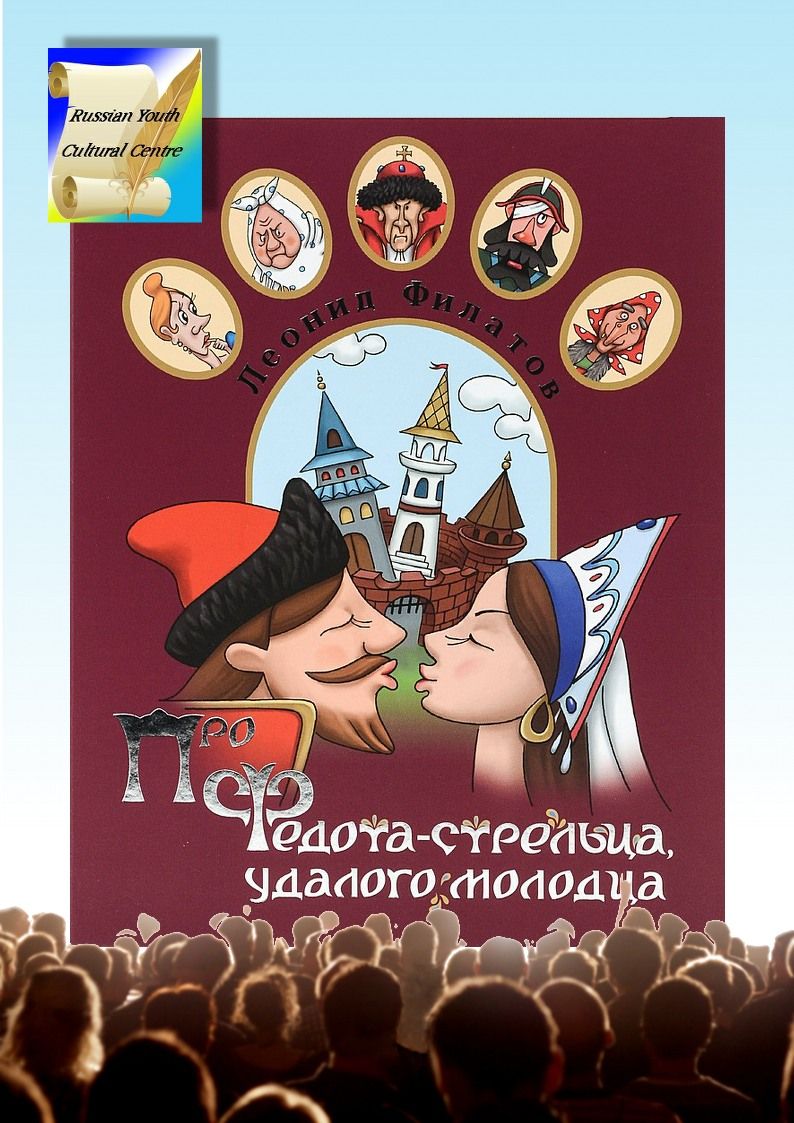 Russian Youth
Cultural Centre
Леонид Филатов
Про
Федота-стрельца,
удалого молодца